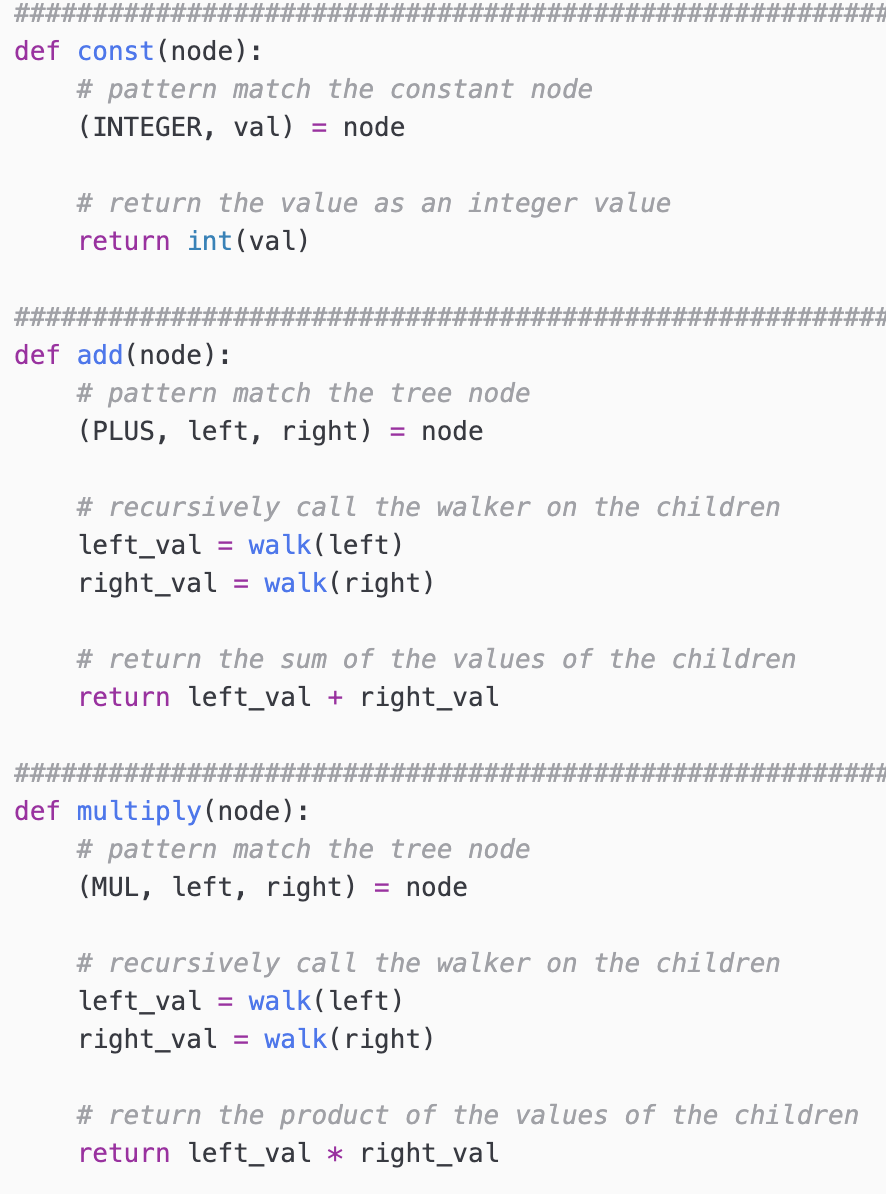 ########################################################
def const(node):
    # pattern match the constant node
    (INTEGER, val) = node

    # return the value as an integer value
    return int(val)

########################################################
def add(node):
    # pattern match the tree node
    (PLUS, left, right) = node

    # recursively call the walker on the children
    left_val = walk(left)
    right_val = walk(right)

    # return the sum of the values of the children
    return left_val + right_val

########################################################
def multiply(node):
    # pattern match the tree node
    (MUL, left, right) = node

    # recursively call the walker on the children
    left_val = walk(left)
    right_val = walk(right)

    # return the product of the values of the children
    return left_val * right_val